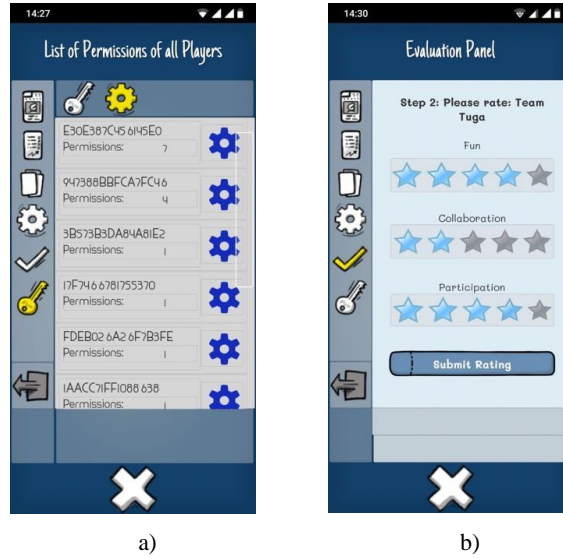 14:27
List of Permissions of all Players
E30E387C45 6145E0
Permissions: 7
947388BBFCA7FC46
Permissions: 4
3B573B3DA84A81E2
Permissions: 1
17F746 6781755370
Permissions: 1
FDEB02 6A2 6F7B3FE
Permissions: 1
1AACC71FF1088 638
Permissions: 1
a)
14:30
Evaluation Panel
Step 2: Please rate: Team
Tuga
Fun
Collaboration
Participation
Submit Rating
b)